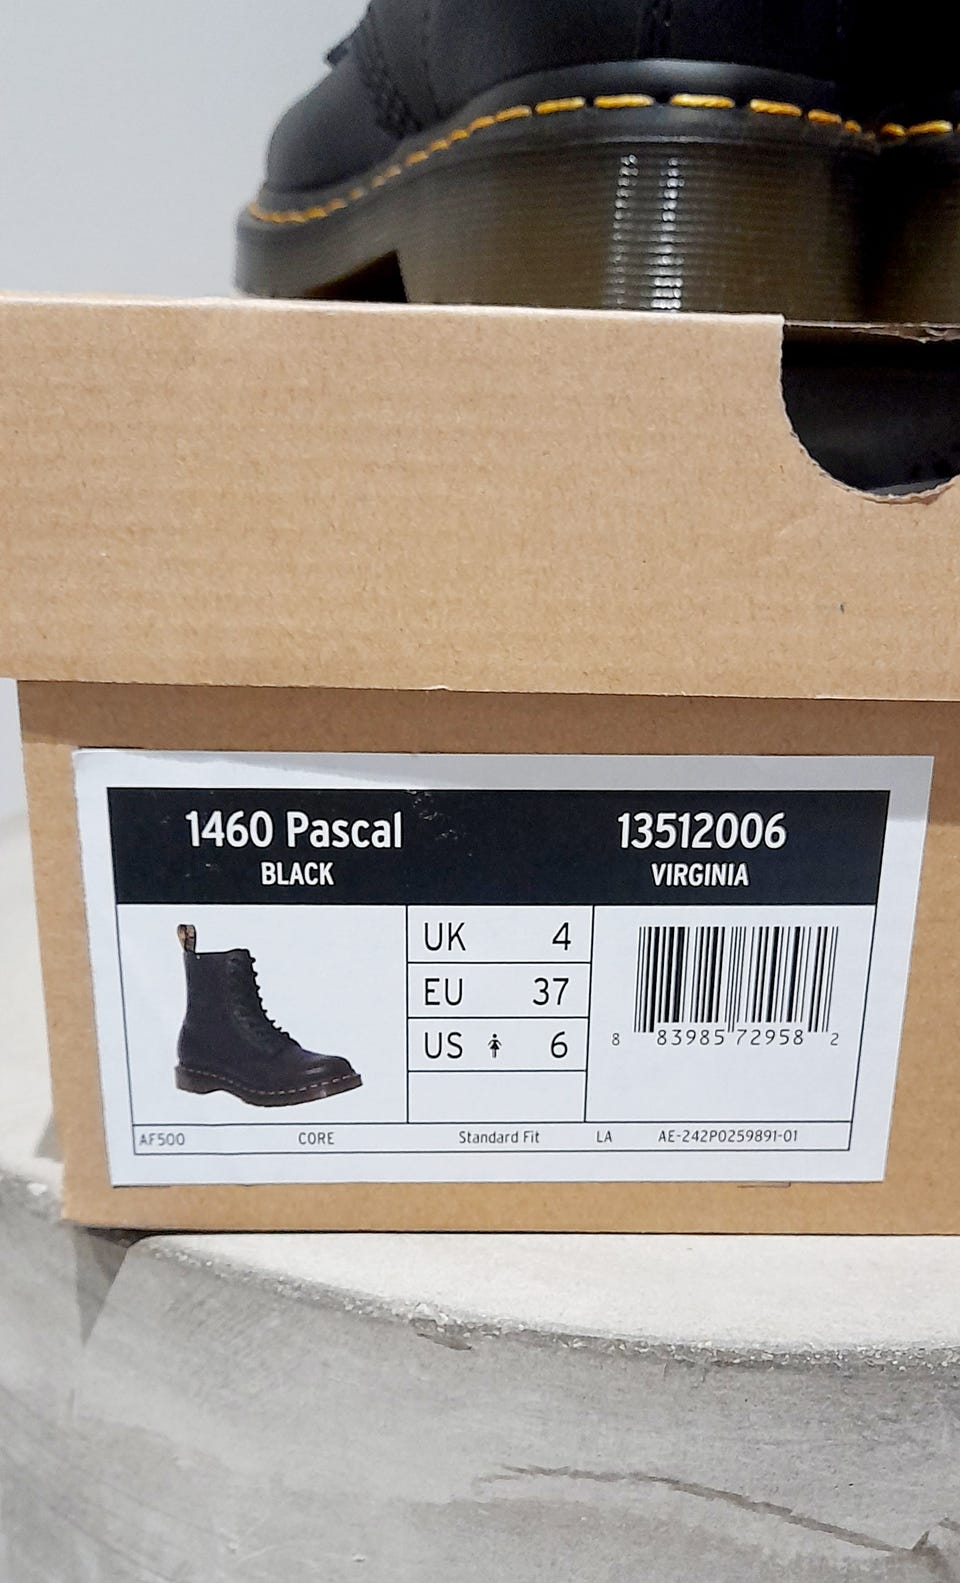 1460 Pascal
BLACK
13512006
VIRGINIA
UK 4
EU 37
US 6
8 83985 72958 2
AF500 CORE Standard Fit LA AE-242P0259891-01